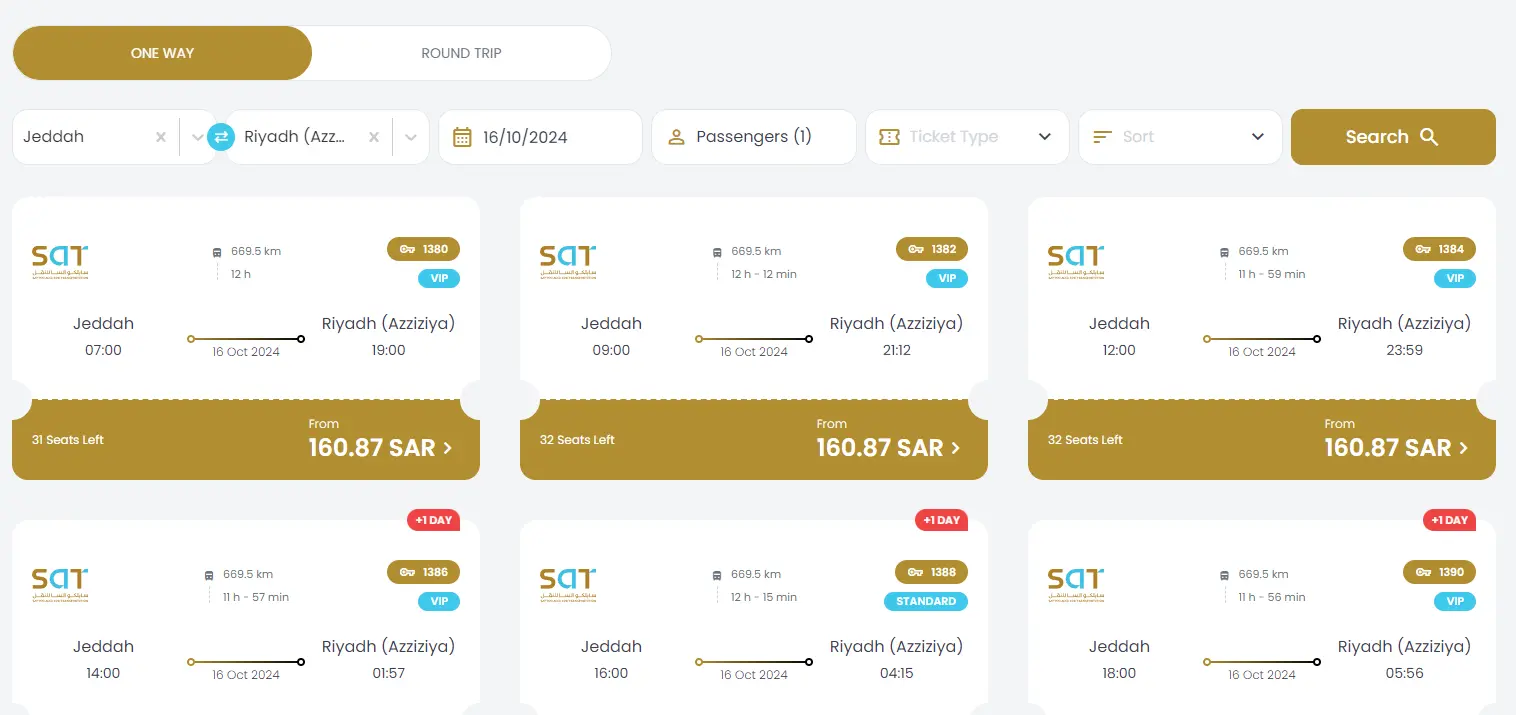 ONE WAY
ROUND TRIP
Jeddah
Riyadh (Azz...
16/10/2024
Passengers (1)
Ticket Type
Sort
Search
sat
669.5 km
12 h
1380
VIP
Jeddah
07:00
16 Oct 2024
Riyadh (Azziziya)
19:00
31 Seats Left
From
160.87 SAR
sat
669.5 km
12 h - 12 min
1382
VIP
Jeddah
09:00
16 Oct 2024
Riyadh (Azziziya)
21:12
32 Seats Left
From
160.87 SAR
sat
669.5 km
11 h - 59 min
1384
VIP
Jeddah
12:00
16 Oct 2024
Riyadh (Azziziya)
23:59
32 Seats Left
From
160.87 SAR
+1 DAY
sat
669.5 km
11 h - 57 min
1386
VIP
Jeddah
14:00
16 Oct 2024
Riyadh (Azziziya)
01:57
+1 DAY
sat
669.5 km
12 h - 15 min
1388
STANDARD
Jeddah
16:00
16 Oct 2024
Riyadh (Azziziya)
04:15
+1 DAY
sat
669.5 km
11 h - 56 min
1390
VIP
Jeddah
18:00
16 Oct 2024
Riyadh (Azziziya)
05:56